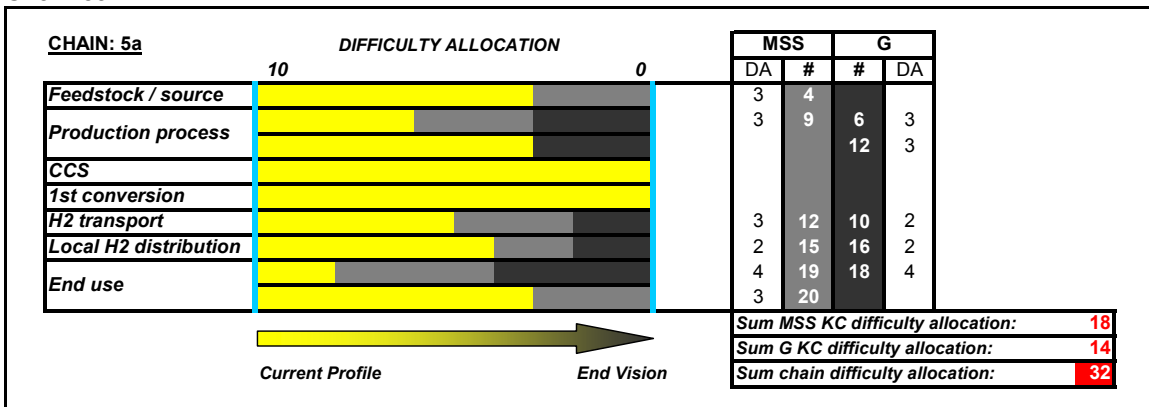 CHAIN: 5a DIFFICULTY ALLOCATION MSS G
10 0 DA # # DA
Feedstock / source 3 4
Production process 3 9 6 3
12 3
CCS
1st conversion
H2 transport 3 12 10 2
Local H2 distribution 2 15 16 2
End use 4 19 18 4
3 20
Sum MSS KC difficulty allocation: 18
Sum G KC difficulty allocation: 14
Current Profile End Vision Sum chain difficulty allocation: 32